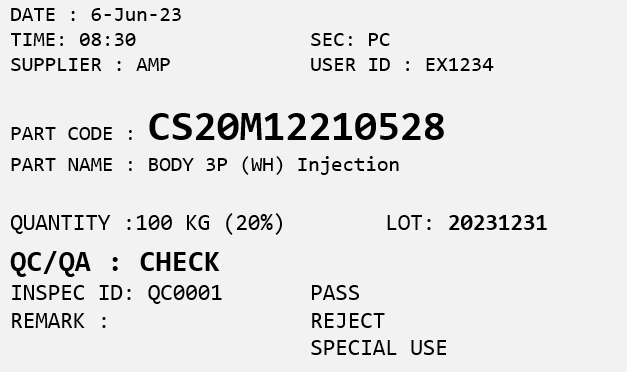 DATE : 6-Jun-23
TIME: 08:30 SEC: PC
SUPPLIER : AMP USER ID : EX1234
PART CODE : CS20M12210528
PART NAME : BODY 3P (WH) Injection
QUANTITY :100 KG (20%) LOT: 20231231
QC/QA : CHECK
INSPEC ID: QC0001 PASS
REMARK : REJECT
SPECIAL USE